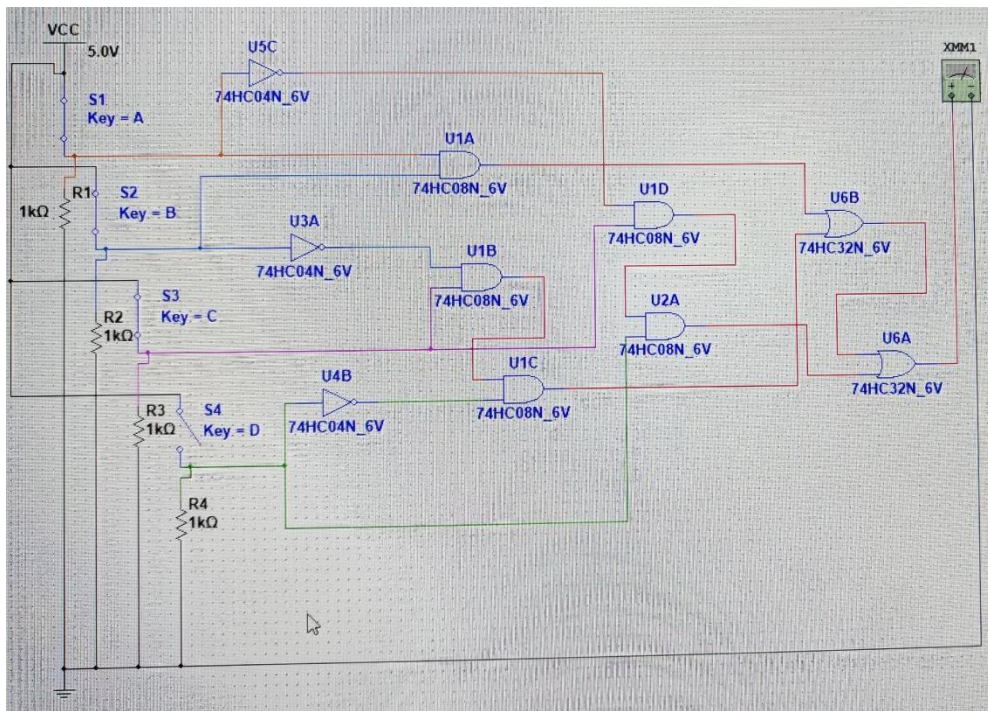 VCC
5.0V
U5C
XMM1
S1
Key = A
74HC04N_6V
U1A
74HC08N_6V
R1
1kΩ
S2
Key = B
U1D
74HC08N_6V
U6B
74HC32N_6V
U3A
74HC04N_6V
U1B
74HC08N_6V
S3
Key = C
R2
1kΩ
U2A
74HC08N_6V
U6A
74HC32N_6V
U4B
74HC04N_6V
U1C
74HC08N_6V
R3
1kΩ
S4
Key = D
R4
1kΩ